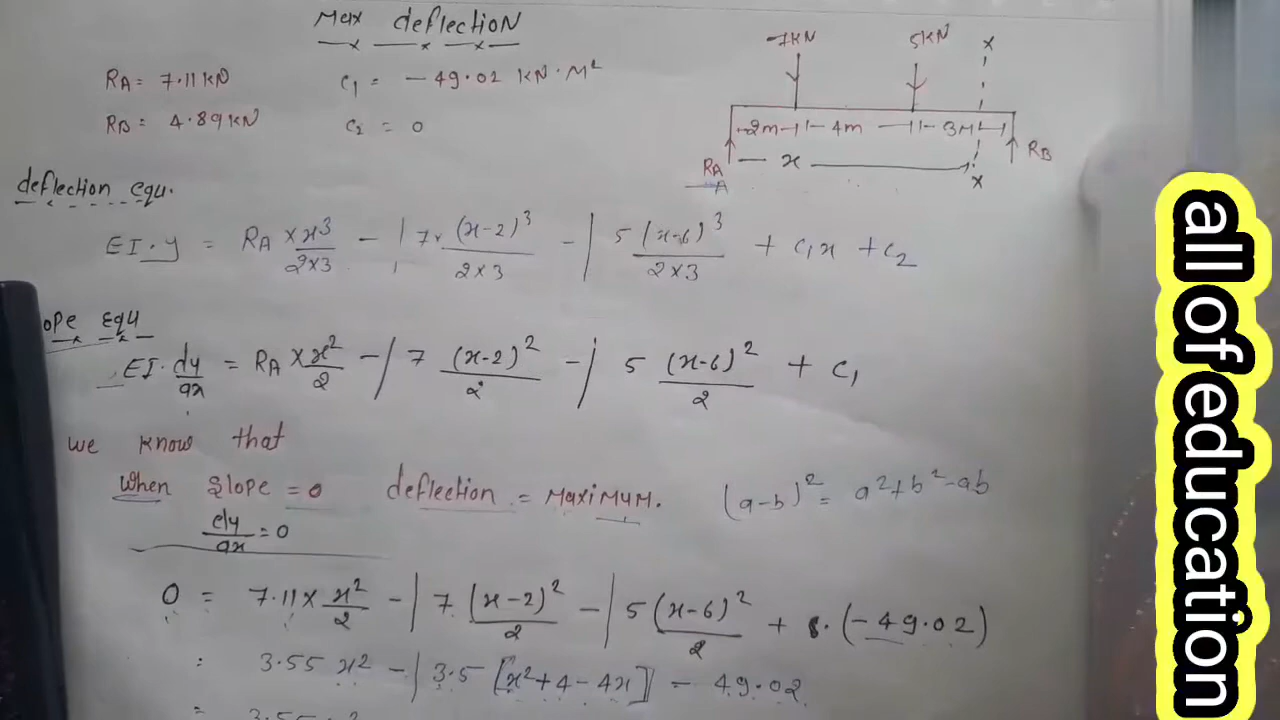 Max deflection
RA = 7.11 KN
C1 = - 49.02 KN.M²
RB = 4.89 KN
C2 = 0
7KN 5KN x
2m 4m 3M
RA x RB
A x
deflection equ.
EI.y = RA × x³/2×3 - | 7× (x-2)³/2×3 - | 5 (x-6)³/2×3 + C1x + C2
ope equ
EI. dy/dx = RA × x²/2 - | 7 (x-2)²/2 - | 5 (x-6)²/2 + C1
we know that
when slope = 0 deflection = Maximum.
(a-b)² = a²+b²-ab
dy/dx = 0
0 = 7.11 × x²/2 - | 7 (x-2)²/2 - | 5 (x-6)²/2 + (-49.02)
: 3.55 x² - | 3.5 [x²+4-4x] - 49.02
= 3.55 x²
all of education